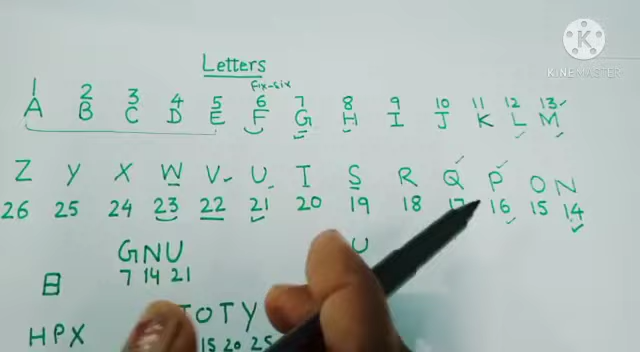 KINEMASTER
Letters
fix-six
1 2 3 4 5 6 7 8 9 10 11 12 13
A B C D E F G H I J K L M
Z Y X W V U I S R Q P O N
26 25 24 23 22 21 20 19 18 17 16 15 14
GNU
7 14 21
U
TOTY
15 20 25
HPX